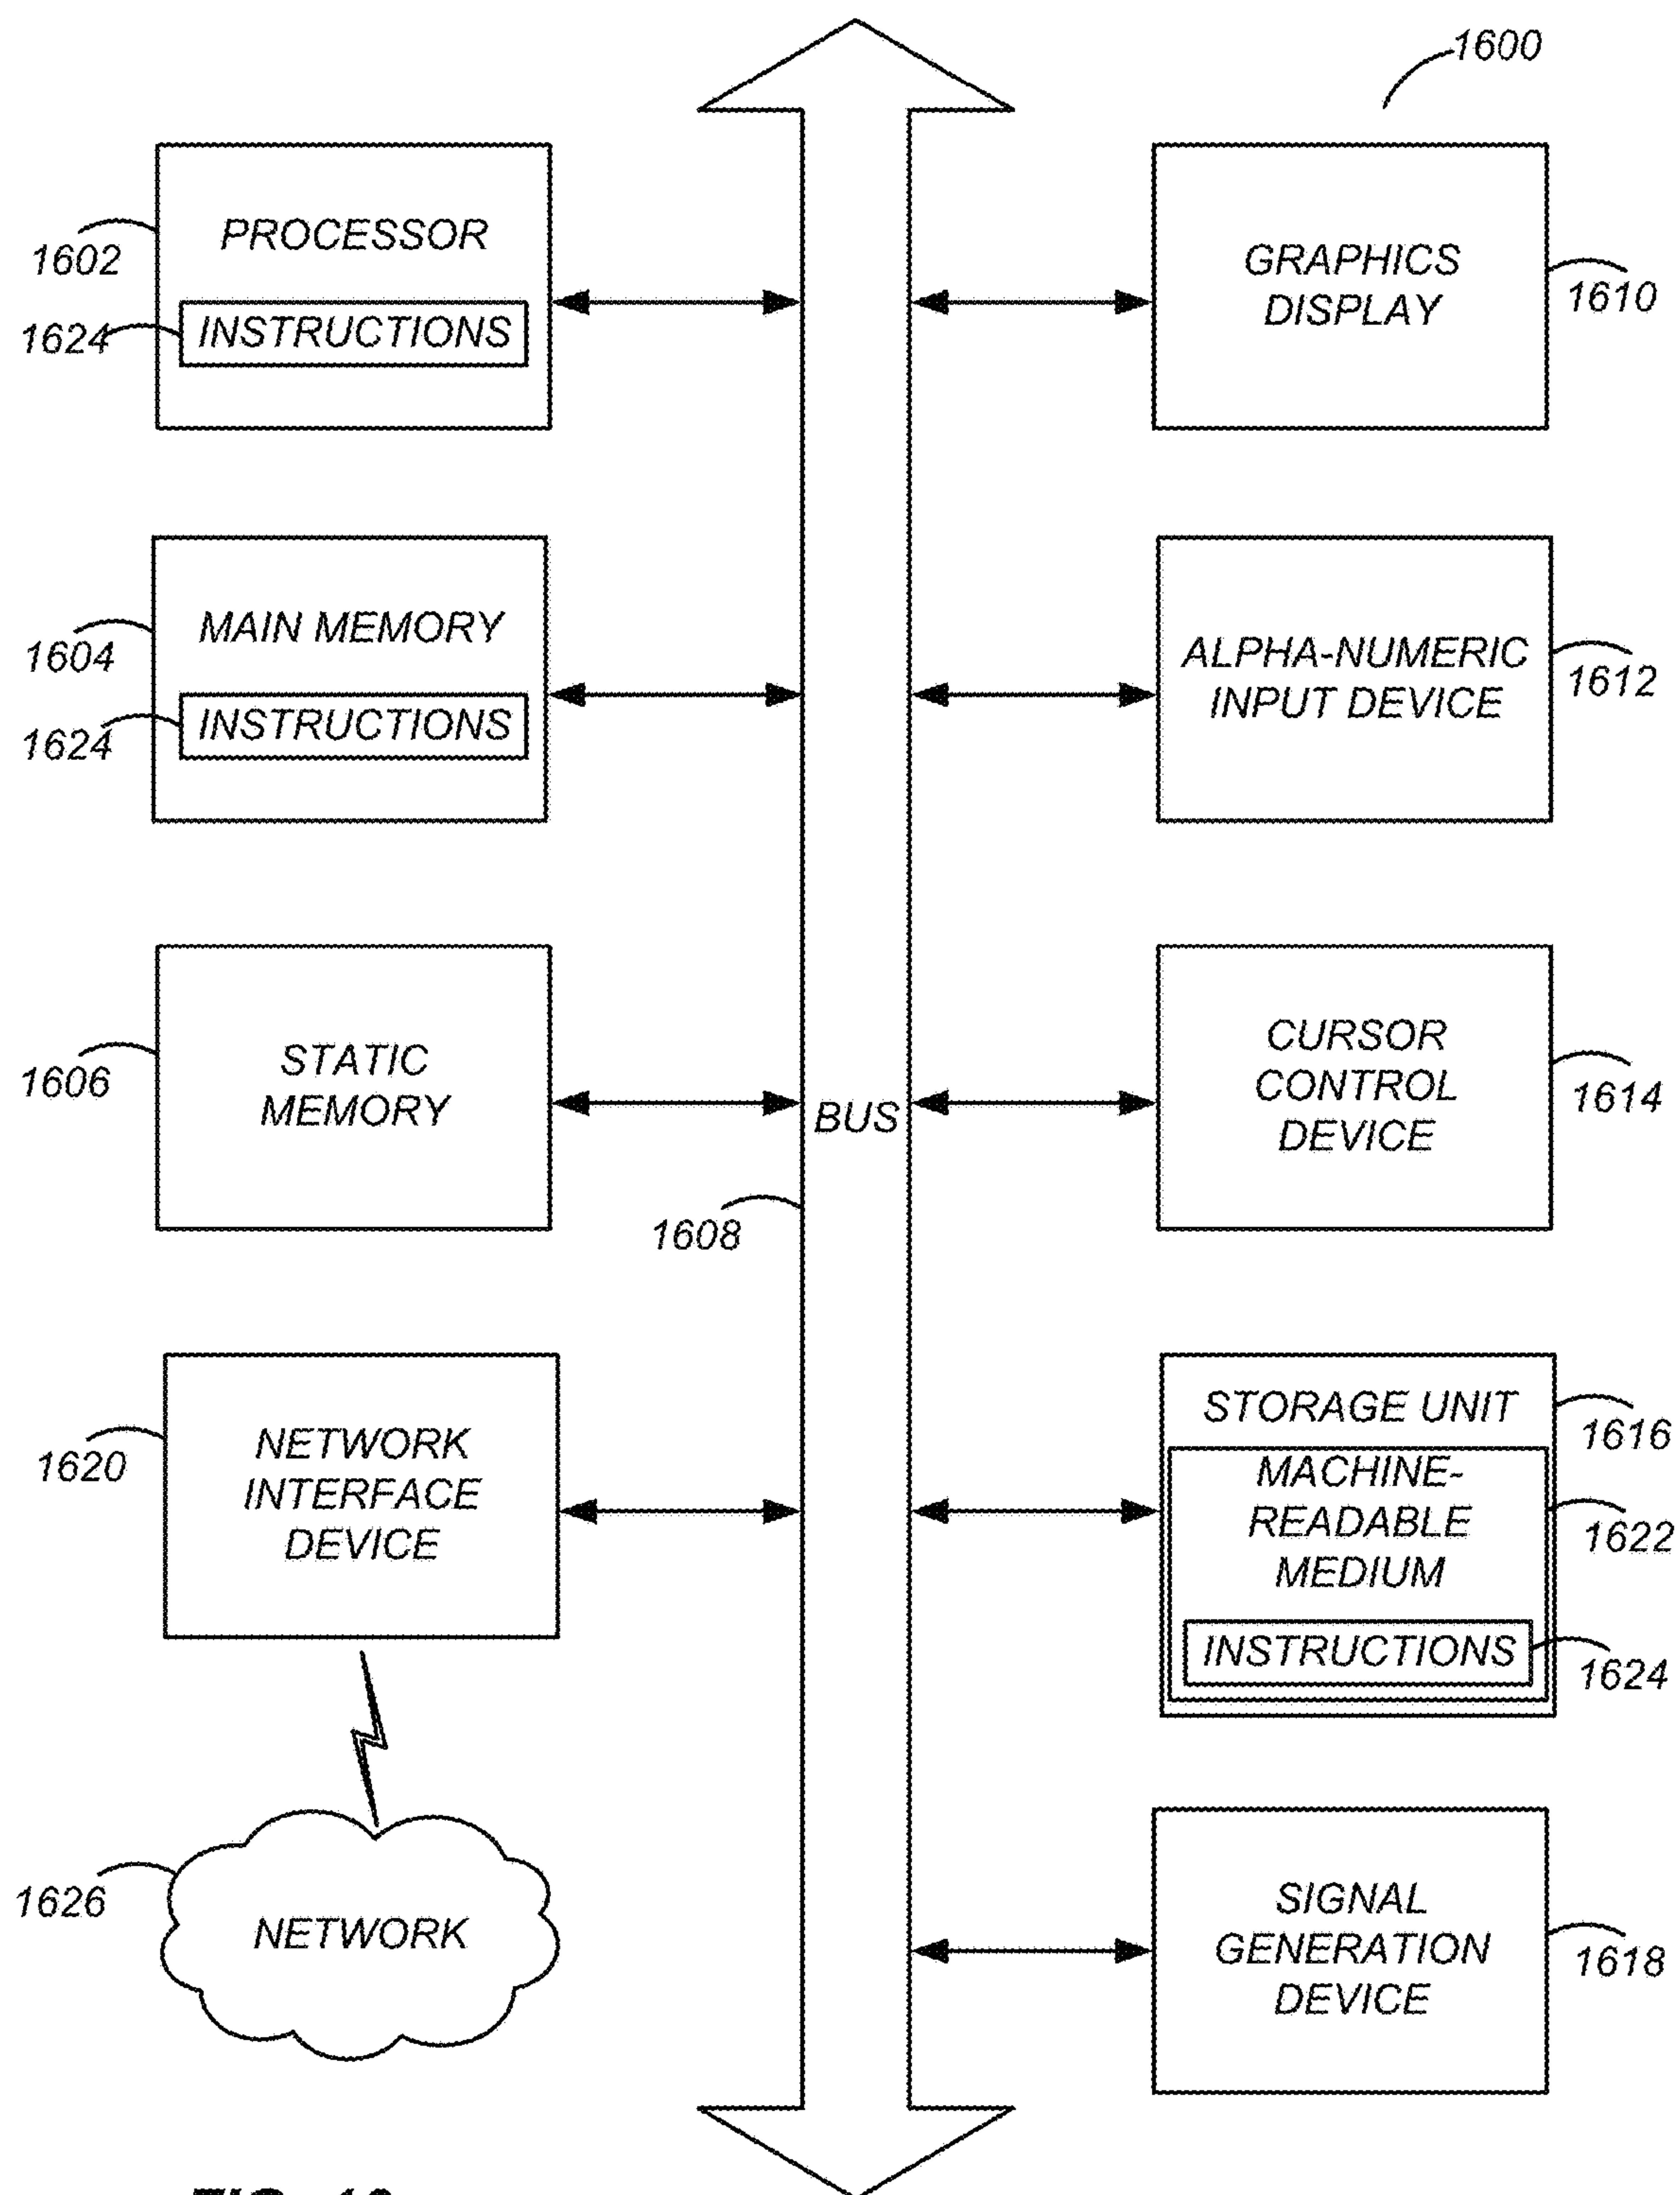 1600
PROCESSOR
1602
INSTRUCTIONS
1624
GRAPHICS
DISPLAY
1610
MAIN MEMORY
1604
INSTRUCTIONS
1624
ALPHA-NUMERIC
INPUT DEVICE
1612
STATIC
MEMORY
1606
BUS
1608
CURSOR
CONTROL
DEVICE
1614
NETWORK
INTERFACE
DEVICE
1620
STORAGE UNIT
1616
MACHINE-
READABLE
MEDIUM
1622
INSTRUCTIONS
1624
NETWORK
1626
SIGNAL
GENERATION
DEVICE
1618